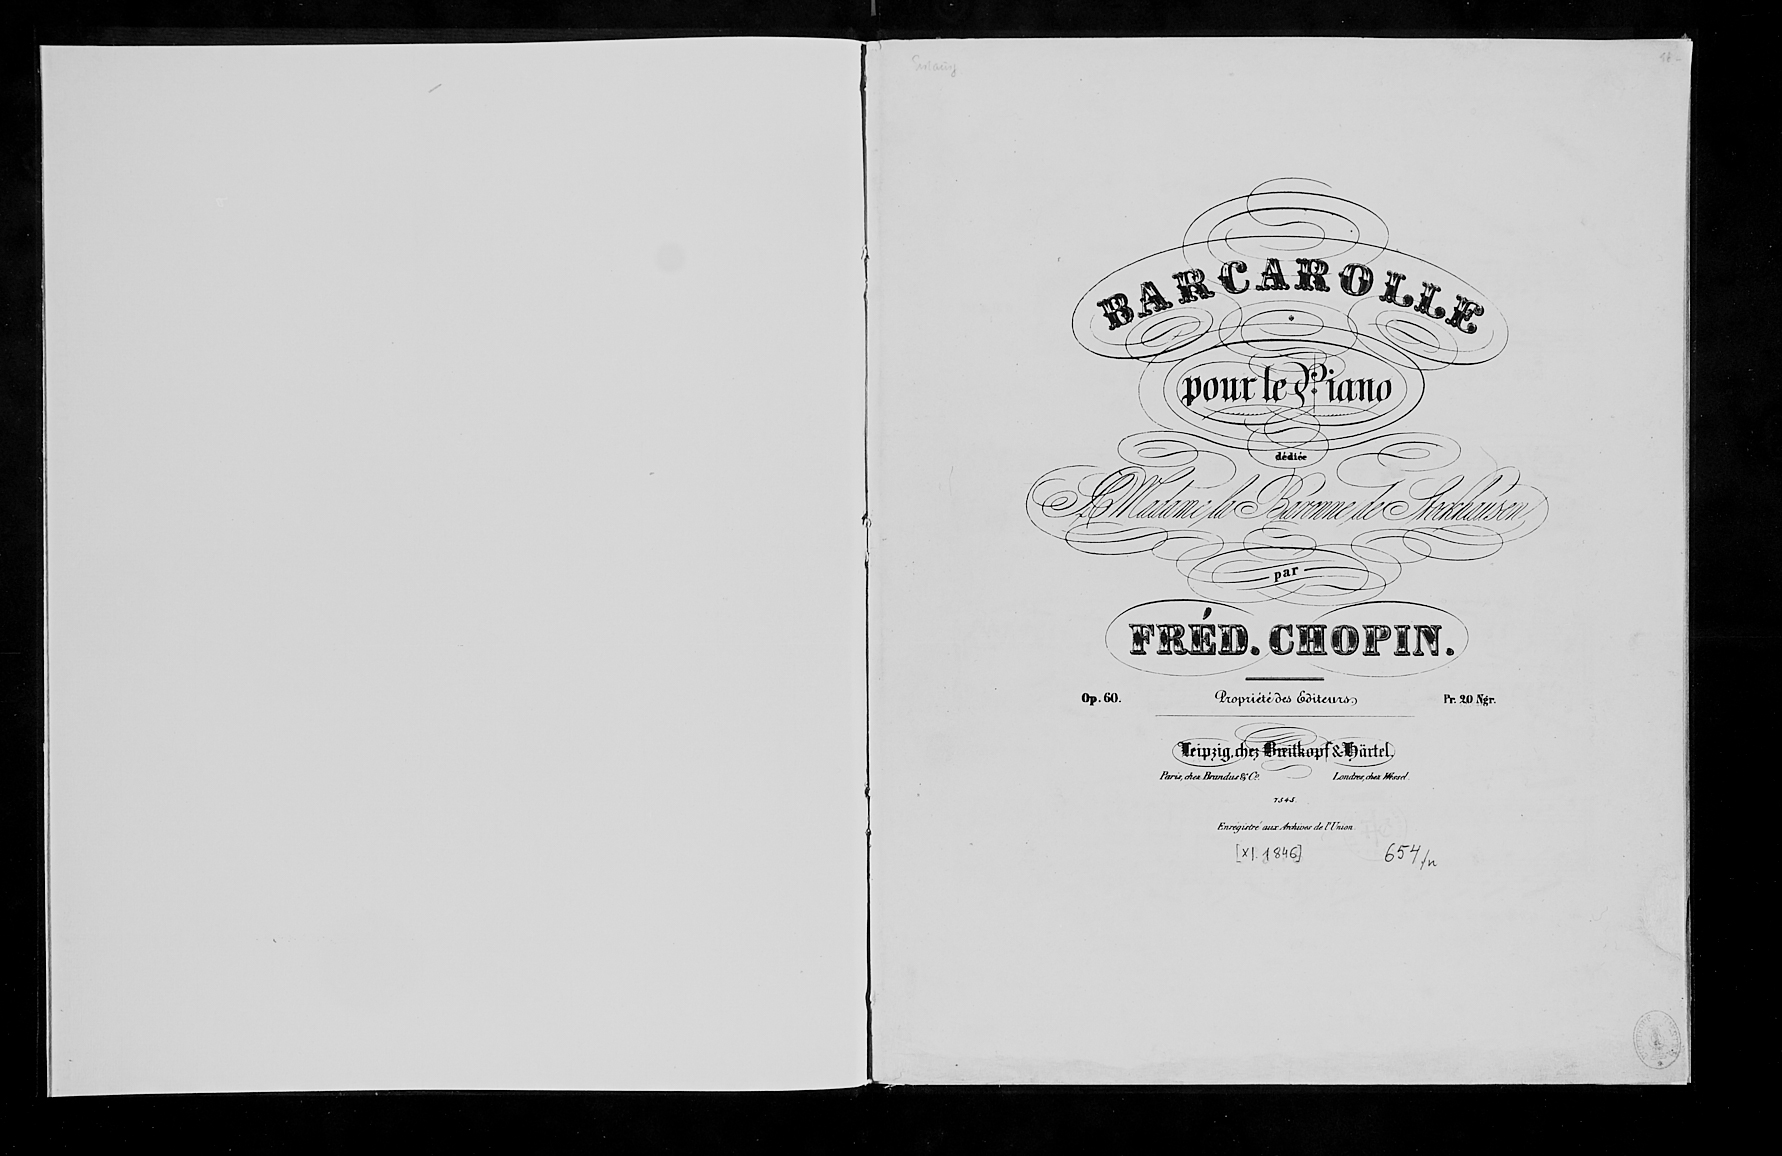 BARCAROLLE
pour le Piano
dédiée
A Madame la Baronne de Stockhausen
par
FRÉD. CHOPIN.
Op. 60. Propriété des Editeurs. Pr. 20 Ngr.
Leipzig, chez Breitkopf & Härtel,
Paris, chez Brandus & Cº. Londres, chez Wessel.
7545.
Enrégistré aux Archives de l'Union.
[XI. 1846] 654